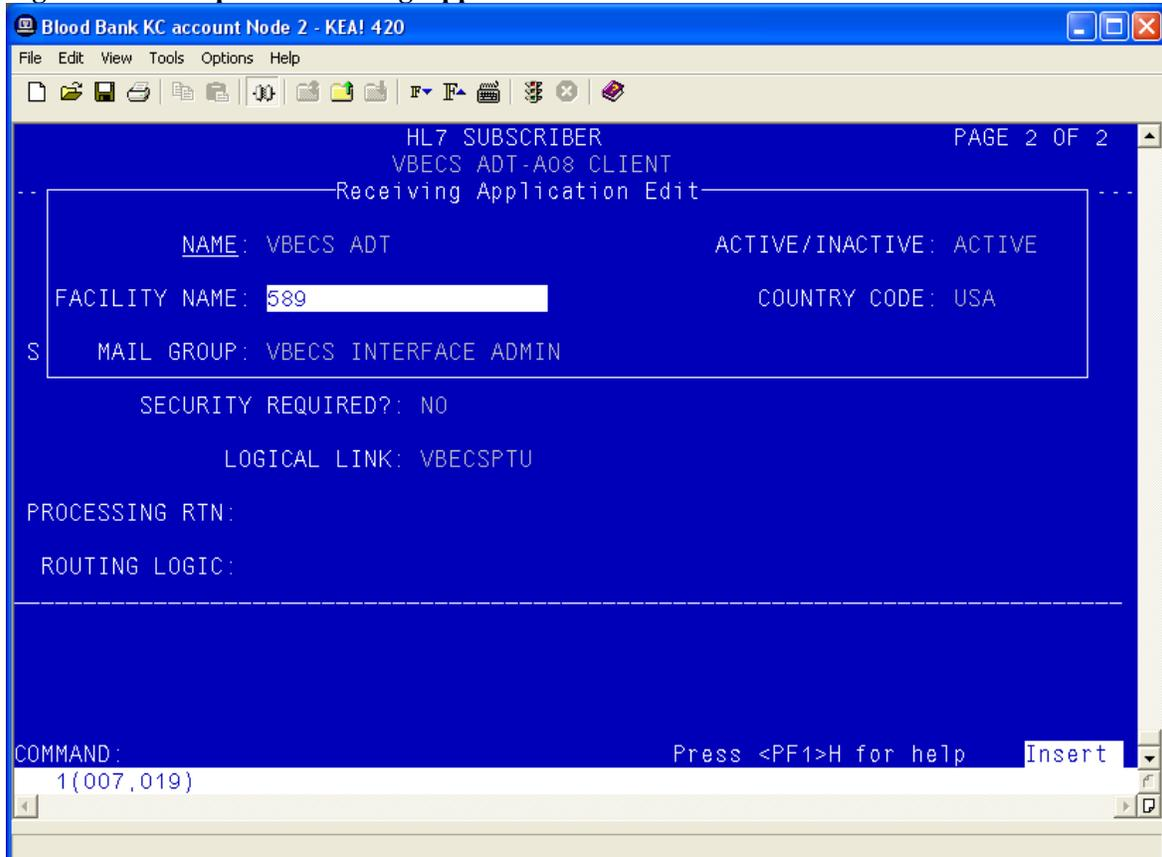 Blood Bank KC account Node 2 - KEA! 420
File Edit View Tools Options Help
HL7 SUBSCRIBER PAGE 2 OF 2
VBECS ADT-A08 CLIENT
-- Receiving Application Edit ---
NAME: VBECS ADT ACTIVE/INACTIVE: ACTIVE
FACILITY NAME: 589 COUNTRY CODE: USA
S MAIL GROUP: VBECS INTERFACE ADMIN
SECURITY REQUIRED?: NO
LOGICAL LINK: VBECSPTU
PROCESSING RTN:
ROUTING LOGIC:
COMMAND: Press <PF1>H for help Insert
1(007,019)